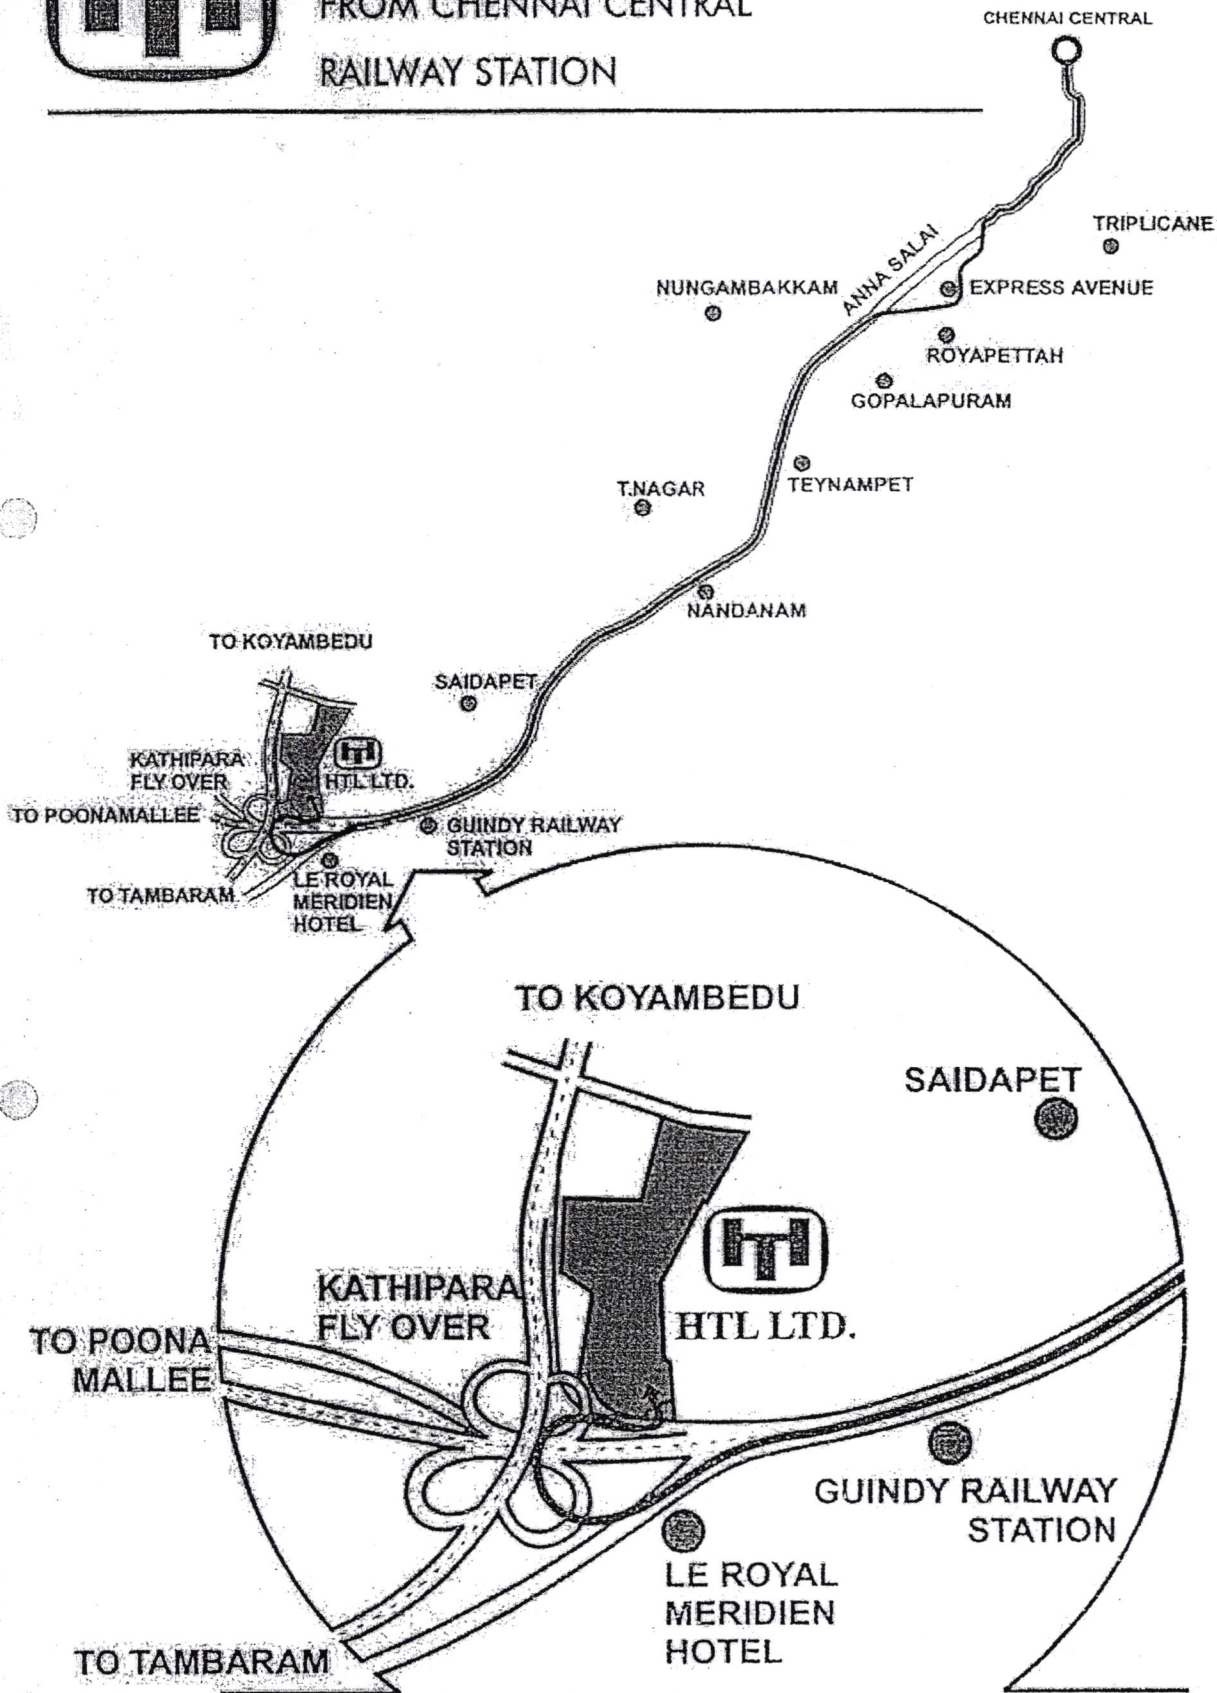 FROM CHENNAI CENTRAL
RAILWAY STATION
CHENNAI CENTRAL
TRIPLICANE
ANNA SALAI
NUNGAMBAKKAM
EXPRESS AVENUE
ROYAPETTAH
GOPALAPURAM
T.NAGAR
TEYNAMPET
NANDANAM
TO KOYAMBEDU
SAIDAPET
KATHIPARA
FLY OVER
HTL LTD.
TO POONAMALLEE
GUINDY RAILWAY
STATION
TO TAMBARAM
LE ROYAL
MERIDIEN
HOTEL
TO KOYAMBEDU
SAIDAPET
KATHIPARA
FLY OVER
TO POONA
MALLEE
HTL LTD.
GUINDY RAILWAY
STATION
LE ROYAL
MERIDIEN
HOTEL
TO TAMBARAM